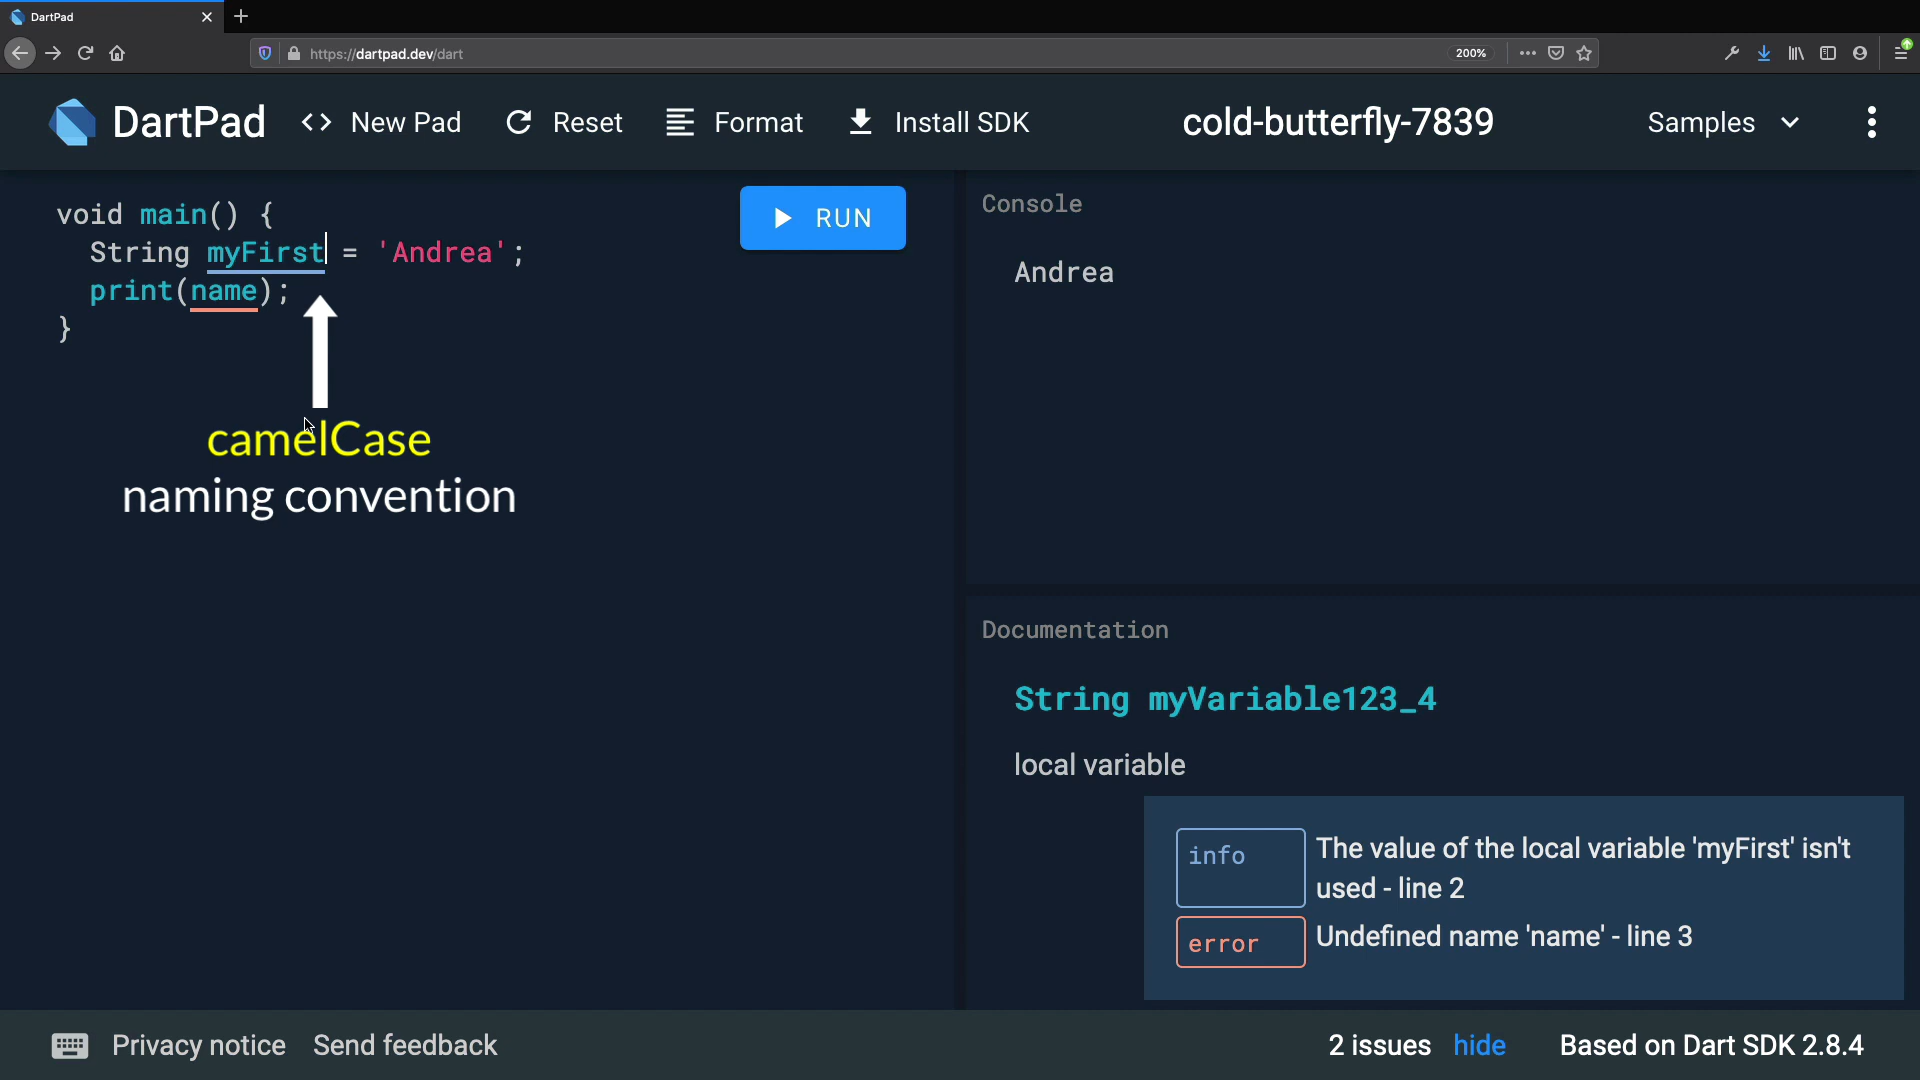 DartPad
https://dartpad.dev/dart
200%
DartPad
New Pad
Reset
Format
Install SDK
cold-butterfly-7839
Samples
void main() {
String myFirst = 'Andrea';
print(name);
}
RUN
camelCase
naming convention
Console
Andrea
Documentation
String myVariable123_4
local variable
info
The value of the local variable 'myFirst' isn't
used - line 2
error
Undefined name 'name' - line 3
Privacy notice
Send feedback
2 issues
hide
Based on Dart SDK 2.8.4